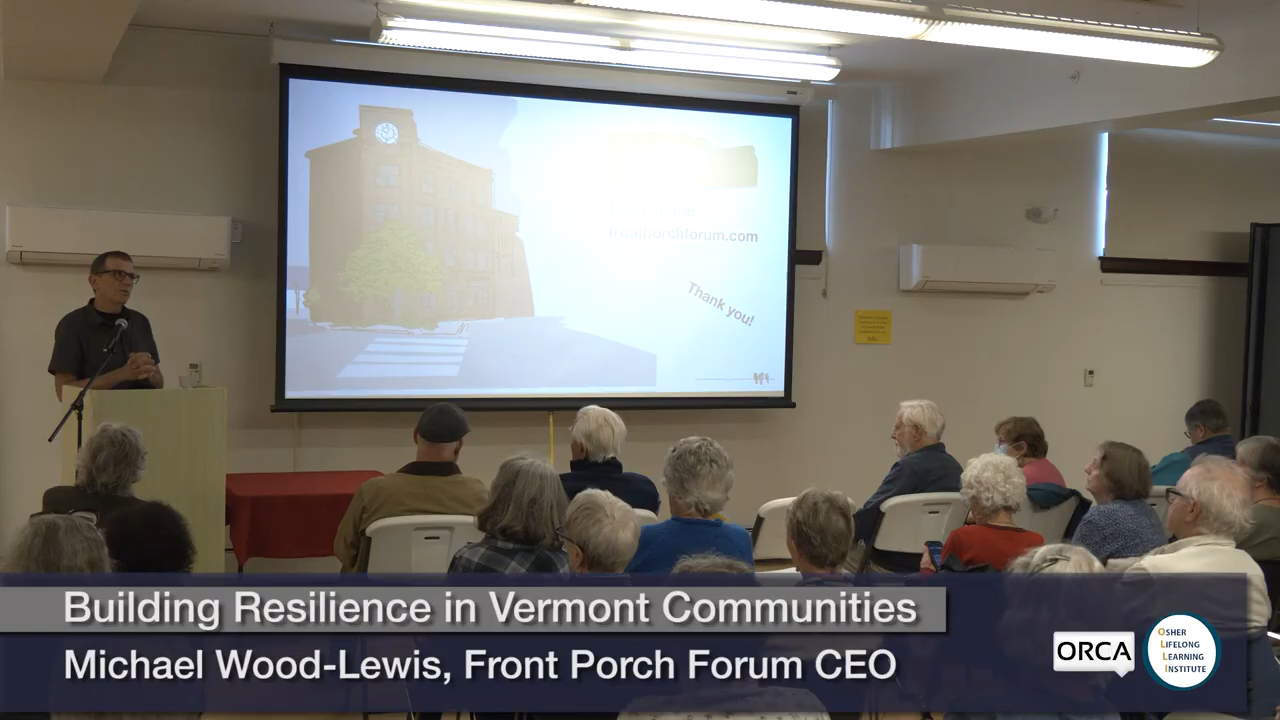 frontporchforum.com
Thank you!
Building Resilience in Vermont Communities
Michael Wood-Lewis, Front Porch Forum CEO
ORCA
OSHER
LIFELONG
LEARNING
INSTITUTE